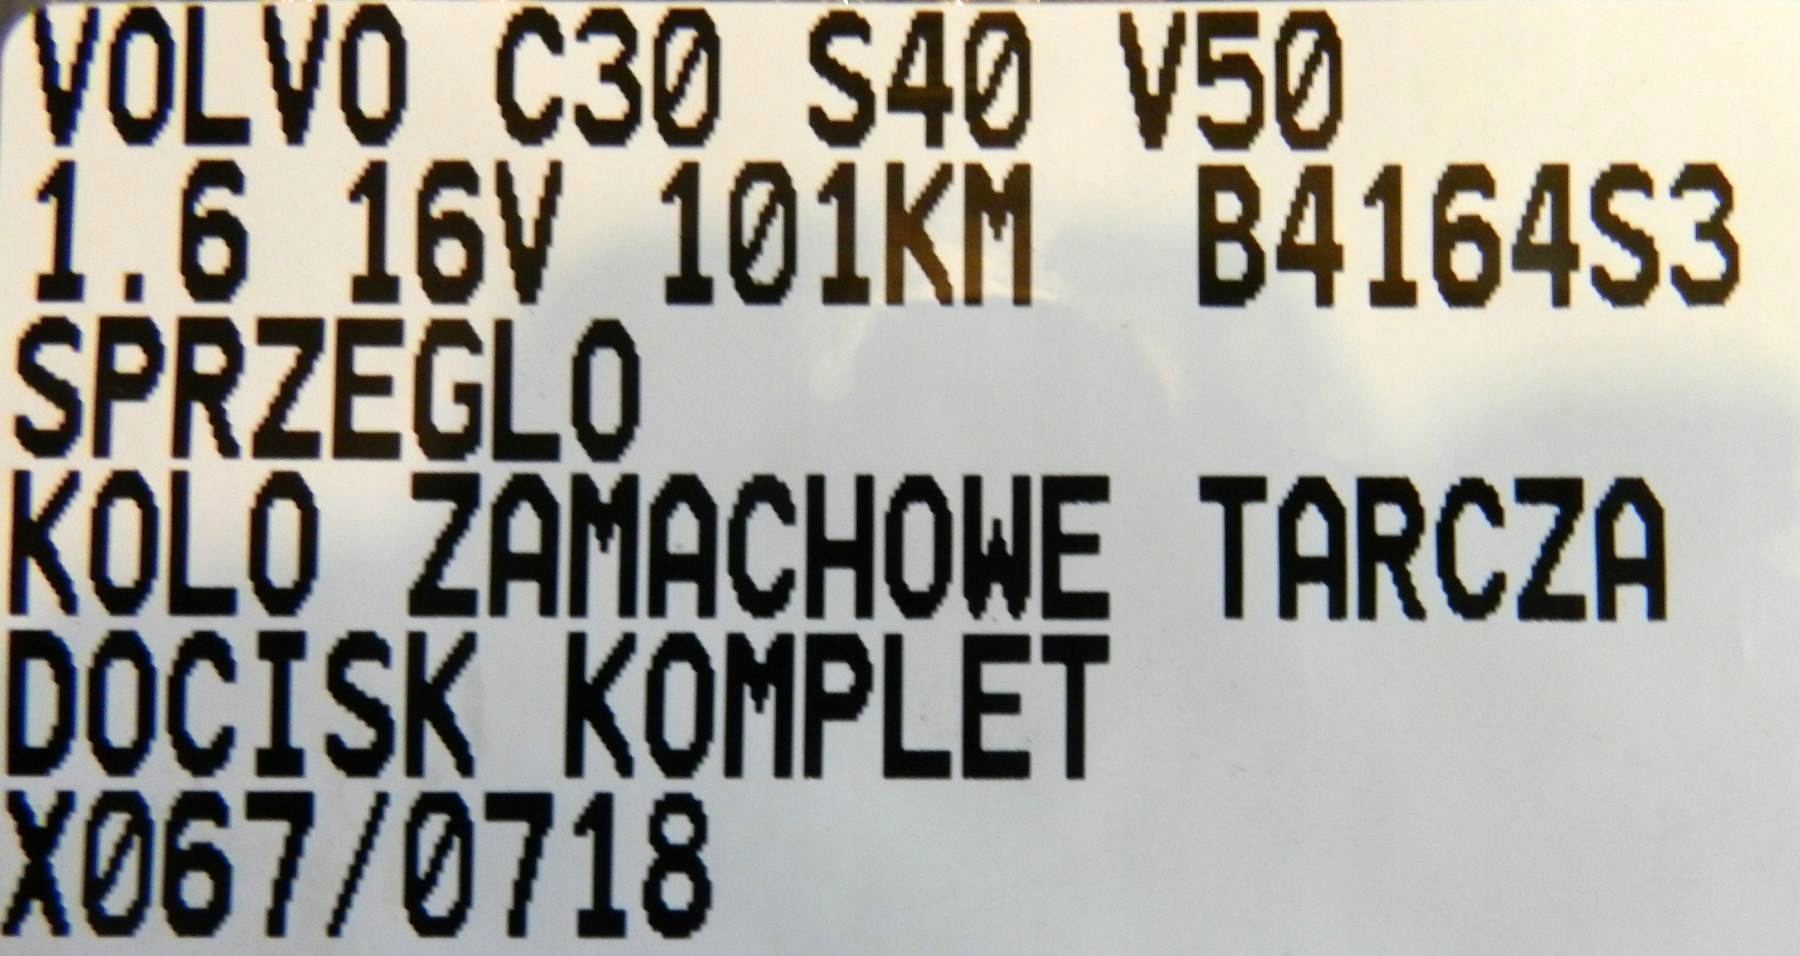 VOLVO C30 S40 V50
1.6 16V 101KM B4164S3
SPRZEGLO
KOLO ZAMACHOWE TARCZA
DOCISK KOMPLET
X067/0718